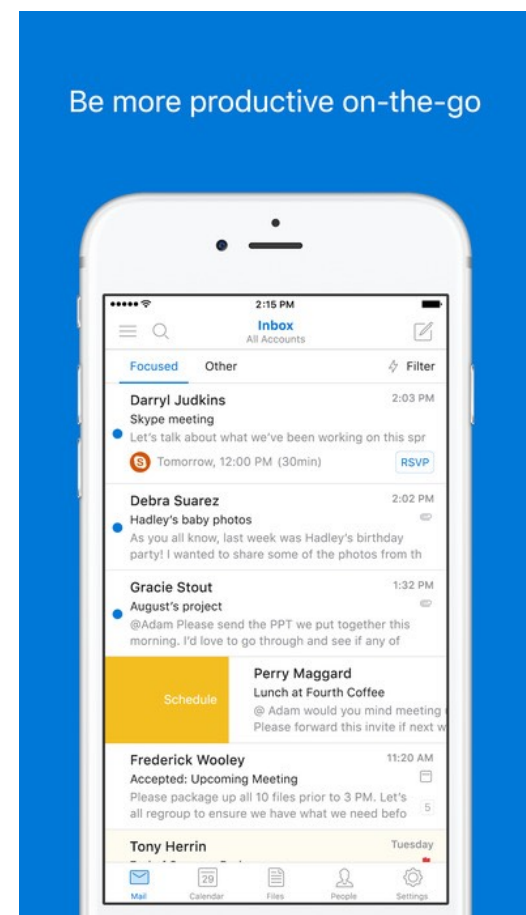 Be more productive on-the-go
2:15 PM
Inbox
All Accounts
Focused Other Filter
Darryl Judkins 2:03 PM
Skype meeting
Let's talk about what we've been working on this spr
S Tomorrow, 12:00 PM (30min) RSVP
Debra Suarez 2:02 PM
Hadley's baby photos
As you all know, last week was Hadley's birthday
party! I wanted to share some of the photos from th
Gracie Stout 1:32 PM
August's project
@Adam Please send the PPT we put together this
morning. I'd love to go through and see if any of
Schedule
Perry Maggard
Lunch at Fourth Coffee
@ Adam would you mind meeting
Please forward this invite if next w
Frederick Wooley 11:20 AM
Accepted: Upcoming Meeting
Please package up all 10 files prior to 3 PM. Let's
all regroup to ensure we have what we need befo 5
Tony Herrin Tuesday
29
Mail Calendar Files People Settings